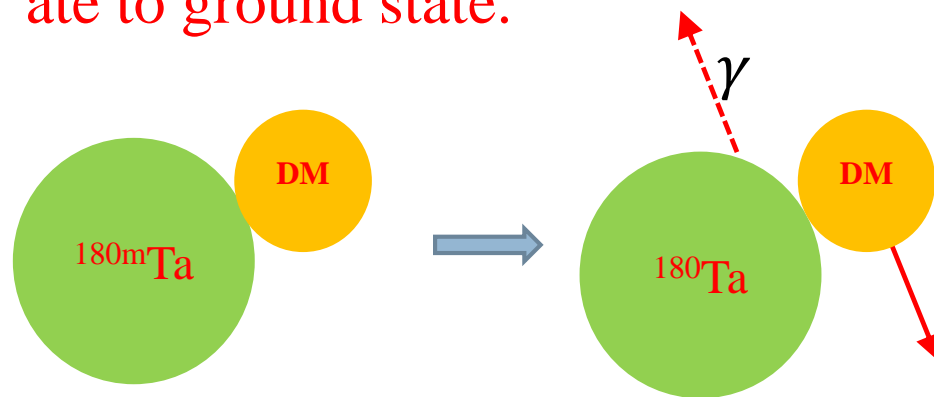 ate to ground state.
γ
DM
DM
180mTa
180Ta